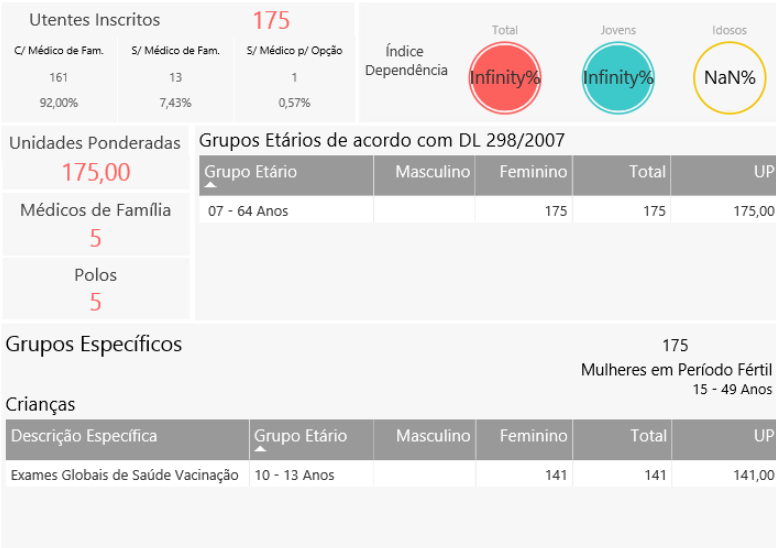 Utentes Inscritos 175
C/ Médico de Fam. S/ Médico de Fam. S/ Médico p/ Opção
161 13 1
92,00% 7,43% 0,57%
Índice
Dependência
Total Jovens Idosos
Infinity% Infinity% NaN%
Unidades Ponderadas
175,00
Médicos de Família
5
Polos
5
Grupos Etários de acordo com DL 298/2007
Grupo Etário Masculino Feminino Total UP
07 - 64 Anos 175 175 175,00
Grupos Específicos
175
Mulheres em Período Fértil
15 - 49 Anos
Crianças
Descrição Específica Grupo Etário Masculino Feminino Total UP
Exames Globais de Saúde Vacinação 10 - 13 Anos 141 141 141,00